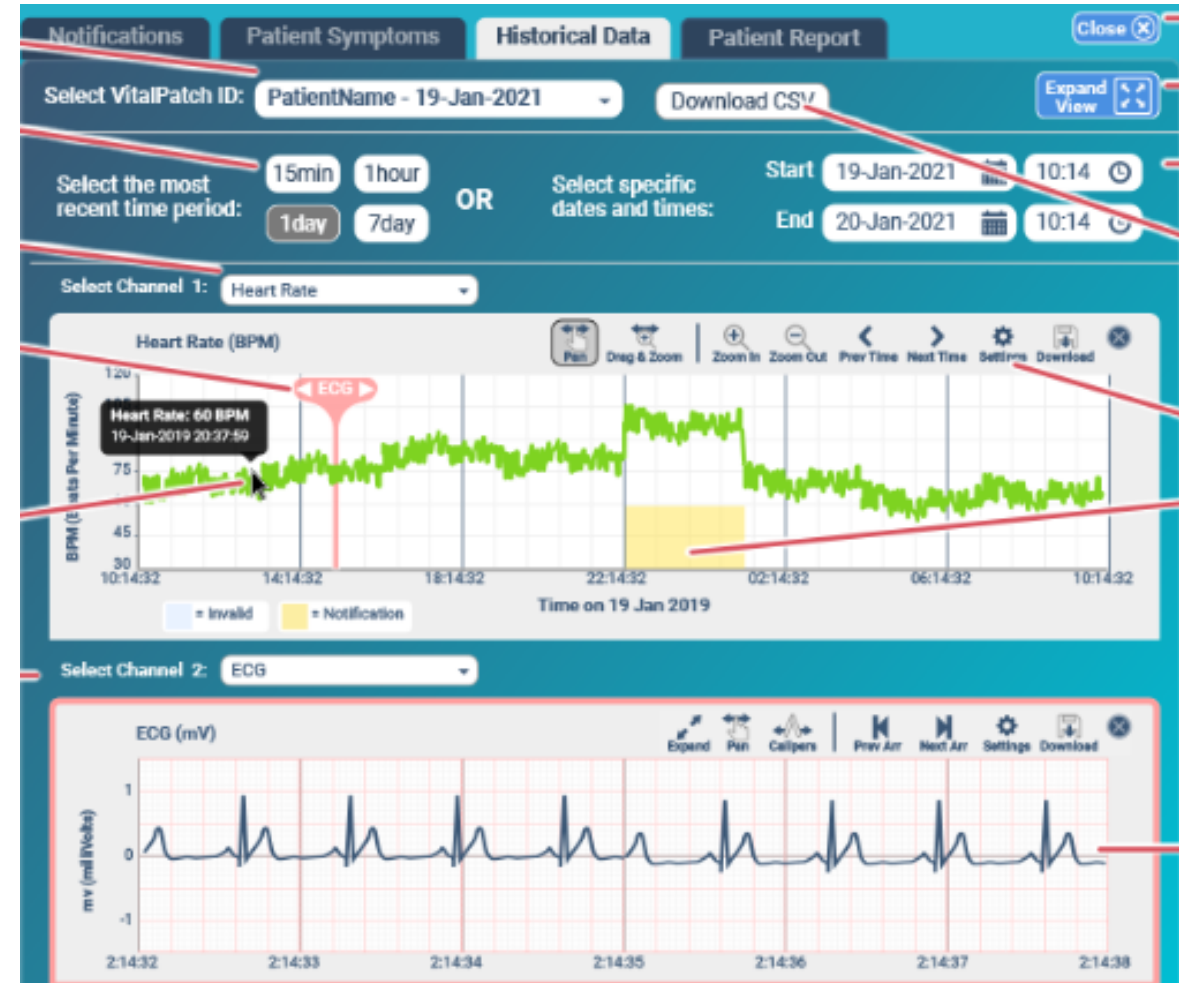 Notifications Patient Symptoms Historical Data Patient Report Close
Select VitalPatch ID: PatientName - 19-Jan-2021 Download CSV Expand
View
Select the most
recent time period:
15min 1hour
1day 7day
OR
Select specific
dates and times:
Start 19-Jan-2021 10:14
End 20-Jan-2021 10:14
Select Channel 1: Heart Rate
Heart Rate (BPM)
Pan Drag & Zoom Zoom In Zoom Out Prev Time Next Time Settings Download
120
ECG
Heart Rate: 60 BPM
19-Jan-2019 20:37:59
75
45
30
BPM (Beats Per Minute)
10:14:32 14:14:32 18:14:32 22:14:32 02:14:32 06:14:32 10:14:32
Time on 19 Jan 2019
= Invalid = Notification
Select Channel 2: ECG
ECG (mV)
Expand Pan Calipers Prev Arr Next Arr Settings Download
1
0
-1
mv (milliVolts)
2:14:32 2:14:33 2:14:34 2:14:35 2:14:36 2:14:37 2:14:38